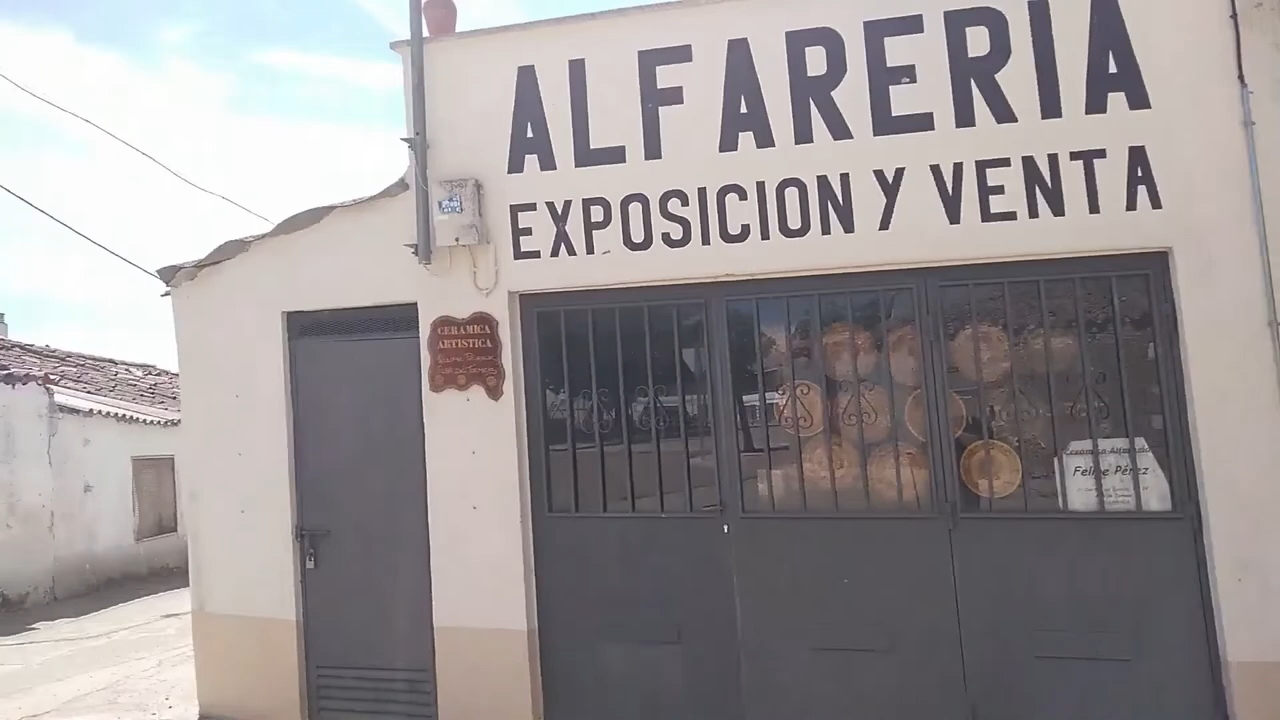 ALFARERIA
EXPOSICION Y VENTA
CERAMICA
ARTISTICA
Felipe Pérez